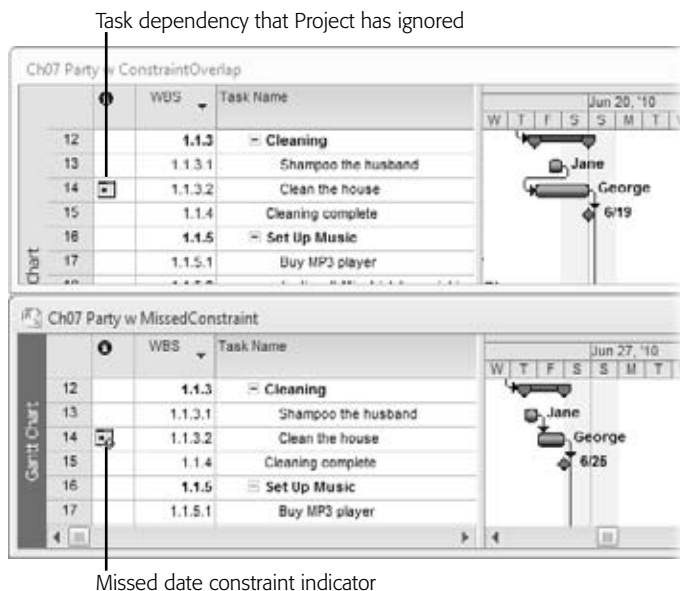 Task dependency that Project has ignored
Ch07 Party w ConstraintOverlap
WBS Task Name Jun 20, '10
W T F S S M T
12 1.1.3 Cleaning
13 1.1.3.1 Shampoo the husband Jane
14 1.1.3.2 Clean the house George
15 1.1.4 Cleaning complete 6/19
16 1.1.5 Set Up Music
17 1.1.5.1 Buy MP3 player
Chart
Ch07 Party w MissedConstraint
WBS Task Name Jun 27, '10
W T F S S M T
12 1.1.3 Cleaning
13 1.1.3.1 Shampoo the husband Jane
14 1.1.3.2 Clean the house George
15 1.1.4 Cleaning complete 6/25
16 1.1.5 Set Up Music
17 1.1.5.1 Buy MP3 player
Gantt Chart
Missed date constraint indicator